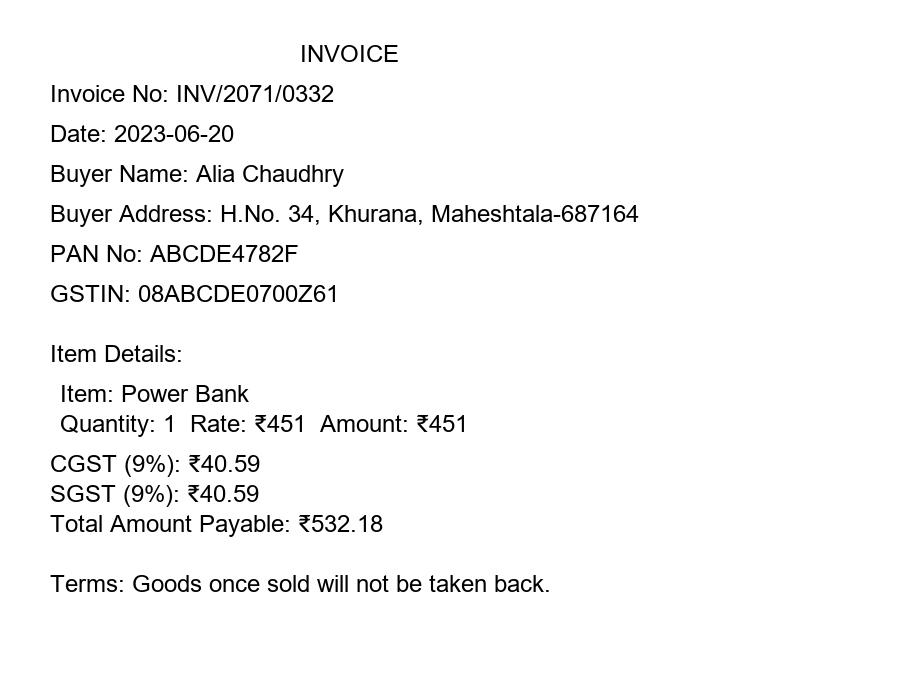 INVOICE
Invoice No: INV/2071/0332
Date: 2023-06-20
Buyer Name: Alia Chaudhry
Buyer Address: H.No. 34, Khurana, Maheshtala-687164
PAN No: ABCDE4782F
GSTIN: 08ABCDE0700Z61
Item Details:
Item: Power Bank
Quantity: 1  Rate: ₹451  Amount: ₹451
CGST (9%): ₹40.59
SGST (9%): ₹40.59
Total Amount Payable: ₹532.18
Terms: Goods once sold will not be taken back.